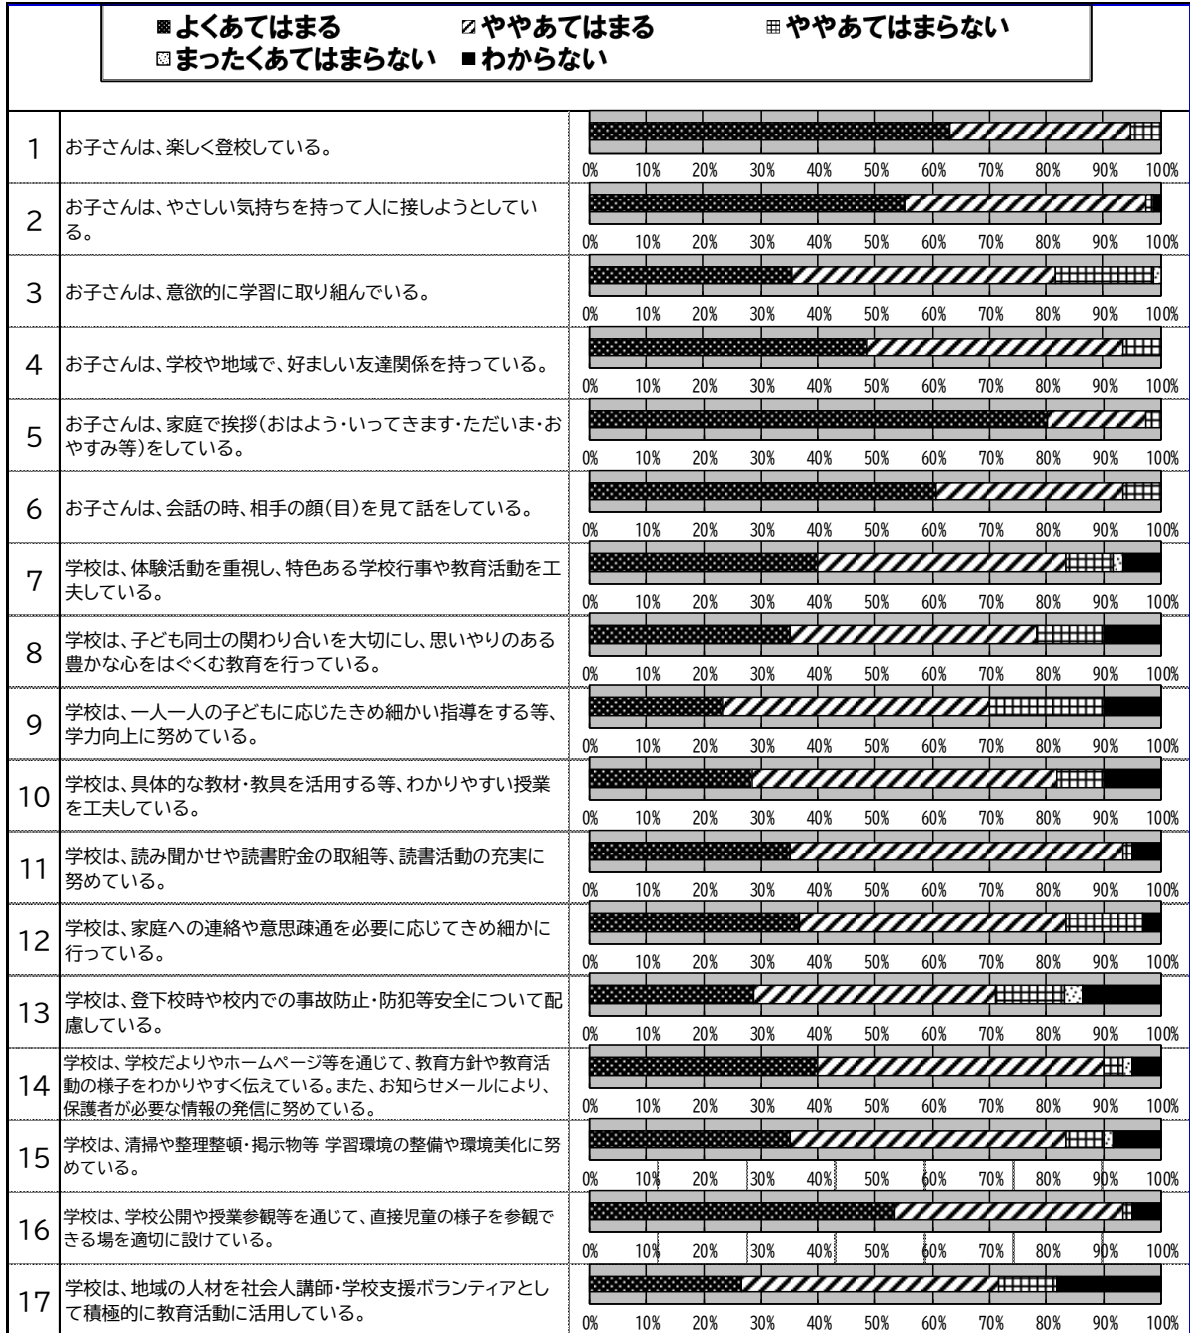 よくあてはまる ややあてはまる ややあてはまらない
まったくあてはまらない わからない
1 お子さんは、楽しく登校している。
0% 10% 20% 30% 40% 50% 60% 70% 80% 90% 100%
2 お子さんは、やさしい気持ちを持って人に接しようとしてい
る。
0% 10% 20% 30% 40% 50% 60% 70% 80% 90% 100%
3 お子さんは、意欲的に学習に取り組んでいる。
0% 10% 20% 30% 40% 50% 60% 70% 80% 90% 100%
4 お子さんは、学校や地域で、好ましい友達関係を持っている。
0% 10% 20% 30% 40% 50% 60% 70% 80% 90% 100%
5 お子さんは、家庭で挨拶(おはよう・いってきます・ただいま・お
やすみ等)をしている。
0% 10% 20% 30% 40% 50% 60% 70% 80% 90% 100%
6 お子さんは、会話の時、相手の顔(目)を見て話をしている。
0% 10% 20% 30% 40% 50% 60% 70% 80% 90% 100%
7 学校は、体験活動を重視し、特色ある学校行事や教育活動を工
夫している。
0% 10% 20% 30% 40% 50% 60% 70% 80% 90% 100%
8 学校は、子ども同士の関わり合いを大切にし、思いやりのある
豊かな心をはぐくむ教育を行っている。
0% 10% 20% 30% 40% 50% 60% 70% 80% 90% 100%
9 学校は、一人一人の子どもに応じたきめ細かい指導をする等、
学力向上に努めている。
0% 10% 20% 30% 40% 50% 60% 70% 80% 90% 100%
10 学校は、具体的な教材・教具を活用する等、わかりやすい授業
を工夫している。
0% 10% 20% 30% 40% 50% 60% 70% 80% 90% 100%
11 学校は、読み聞かせや読書貯金の取組等、読書活動の充実に
努めている。
0% 10% 20% 30% 40% 50% 60% 70% 80% 90% 100%
12 学校は、家庭への連絡や意思疎通を必要に応じてきめ細かに
行っている。
0% 10% 20% 30% 40% 50% 60% 70% 80% 90% 100%
13 学校は、登下校時や校内での事故防止・防犯等安全について配
慮している。
0% 10% 20% 30% 40% 50% 60% 70% 80% 90% 100%
14 学校は、学校だよりやホームページ等を通じて、教育方針や教育活
動の様子をわかりやすく伝えている。また、お知らせメールにより、
保護者が必要な情報の発信に努めている。
0% 10% 20% 30% 40% 50% 60% 70% 80% 90% 100%
15 学校は、清掃や整理整頓・掲示物等 学習環境の整備や環境美化に努
めている。
0% 10% 20% 30% 40% 50% 60% 70% 80% 90% 100%
16 学校は、学校公開や授業参観等を通じて、直接児童の様子を参観で
きる場を適切に設けている。
0% 10% 20% 30% 40% 50% 60% 70% 80% 90% 100%
17 学校は、地域の人材を社会人講師・学校支援ボランティアとし
て積極的に教育活動に活用している。
0% 10% 20% 30% 40% 50% 60% 70% 80% 90% 100%